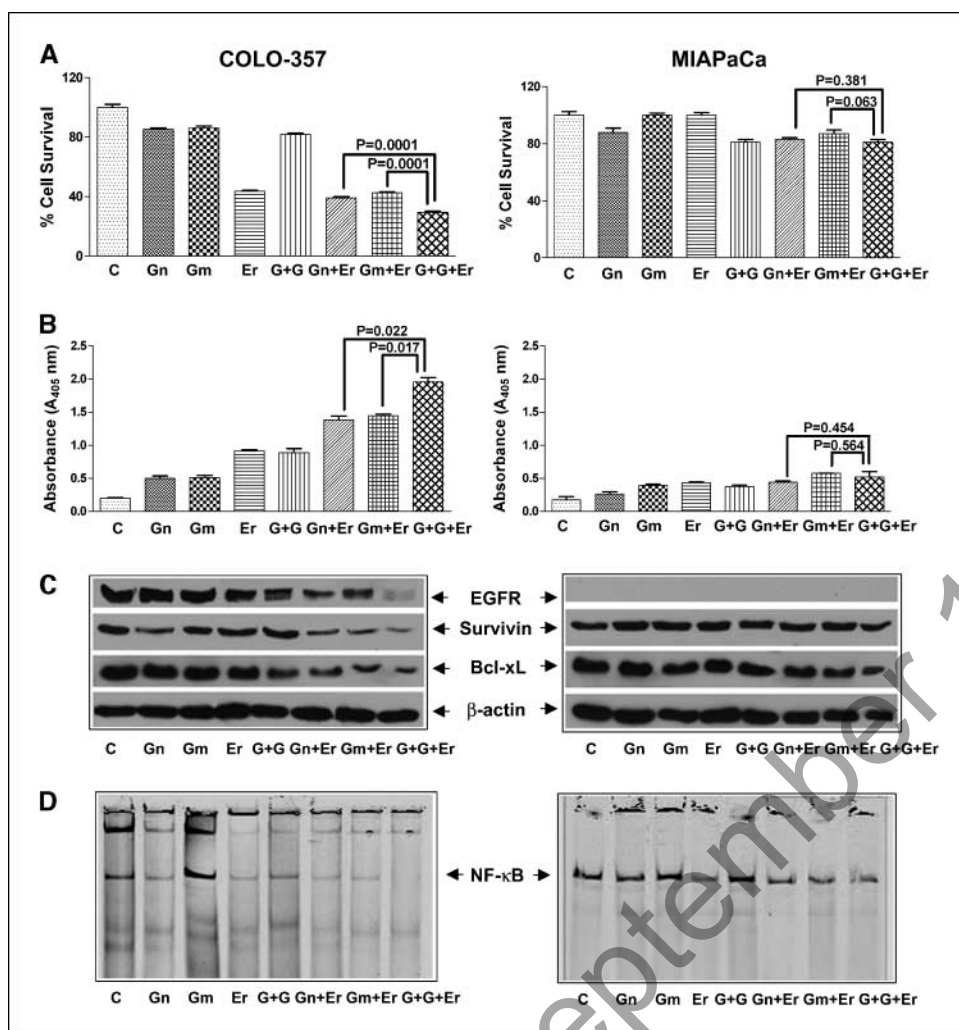 A
COLO-357
MIAPaCa
% Cell Survival
120
80
40
0
P=0.0001
P=0.0001
C Gn Gm Er G+G Gn+Er Gm+Er G+G+Er
% Cell Survival
120
80
40
0
P=0.381
P=0.063
C Gn Gm Er G+G Gn+Er Gm+Er G+G+Er
B
Absorbance (A405 nm)
2.5
2.0
1.5
1.0
0.5
0.0
P=0.022
P=0.017
C Gn Gm Er G+G Gn+Er Gm+Er G+G+Er
Absorbance (A405 nm)
2.5
2.0
1.5
1.0
0.5
0.0
P=0.454
P=0.564
C Gn Gm Er G+G Gn+Er Gm+Er G+G+Er
C
EGFR
Survivin
Bcl-xL
β-actin
C Gn Gm Er G+G Gn+Er Gm+Er G+G+Er
C Gn Gm Er G+G Gn+Er Gm+Er G+G+Er
D
NF-κB
C Gn Gm Er G+G Gn+Er Gm+Er G+G+Er
C Gn Gm Er G+G Gn+Er Gm+Er G+G+Er